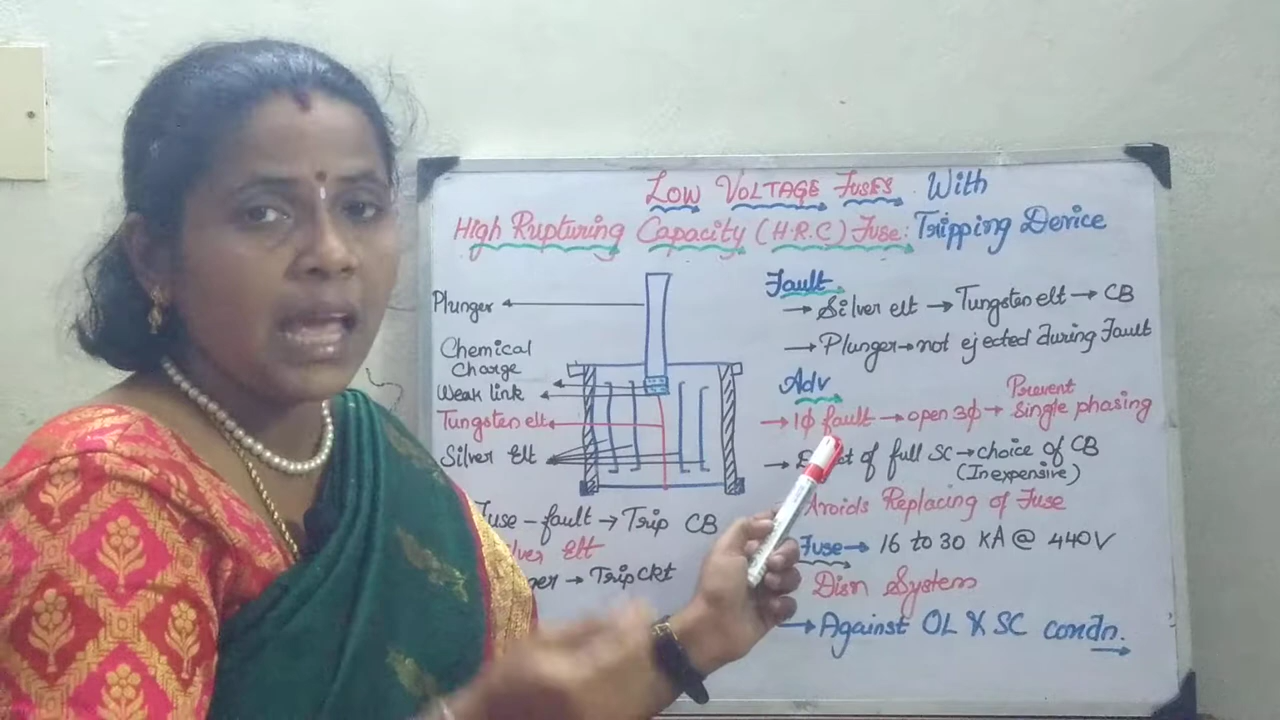 LOW VOLTAGE FUSES With
High Rupturing Capacity (H.R.C) Fuse: Tripping Device
Plunger
Chemical
Charge
Weak link
Tungsten elt
Silver Elt
Fuse - fault → Trip CB
Elt
→ Trip Ckt
Fault
→ Silver elt → Tungsten elt → CB
→ Plunger → not ejected during Fault
Adv
→ 1φ fault → open 3φ → Prevent
Single phasing
→ of full SC → choice of CB
(Inexpensive)
Avoids Replacing of Fuse
Fuse → 16 to 30 KA @ 440V
Disn System
→ Against OL & SC condn.